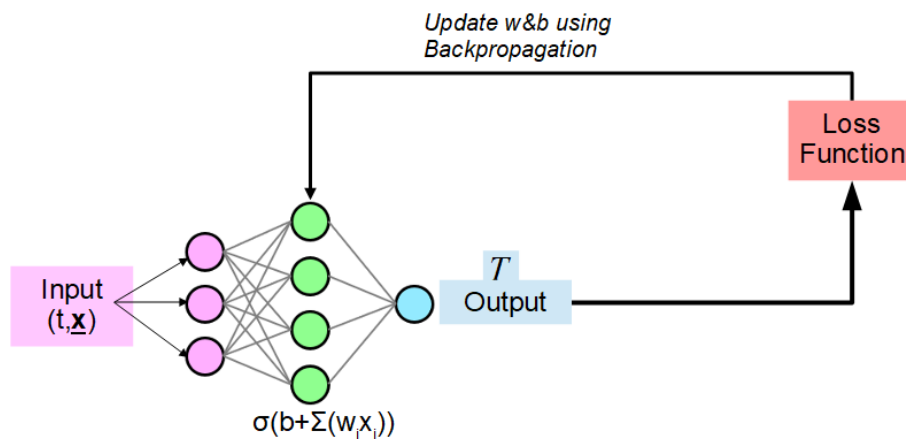 Update w&b using
Backpropagation
Loss
Function
T
Input
(t,x)
Output
σ(b+Σ(wᵢxᵢ))